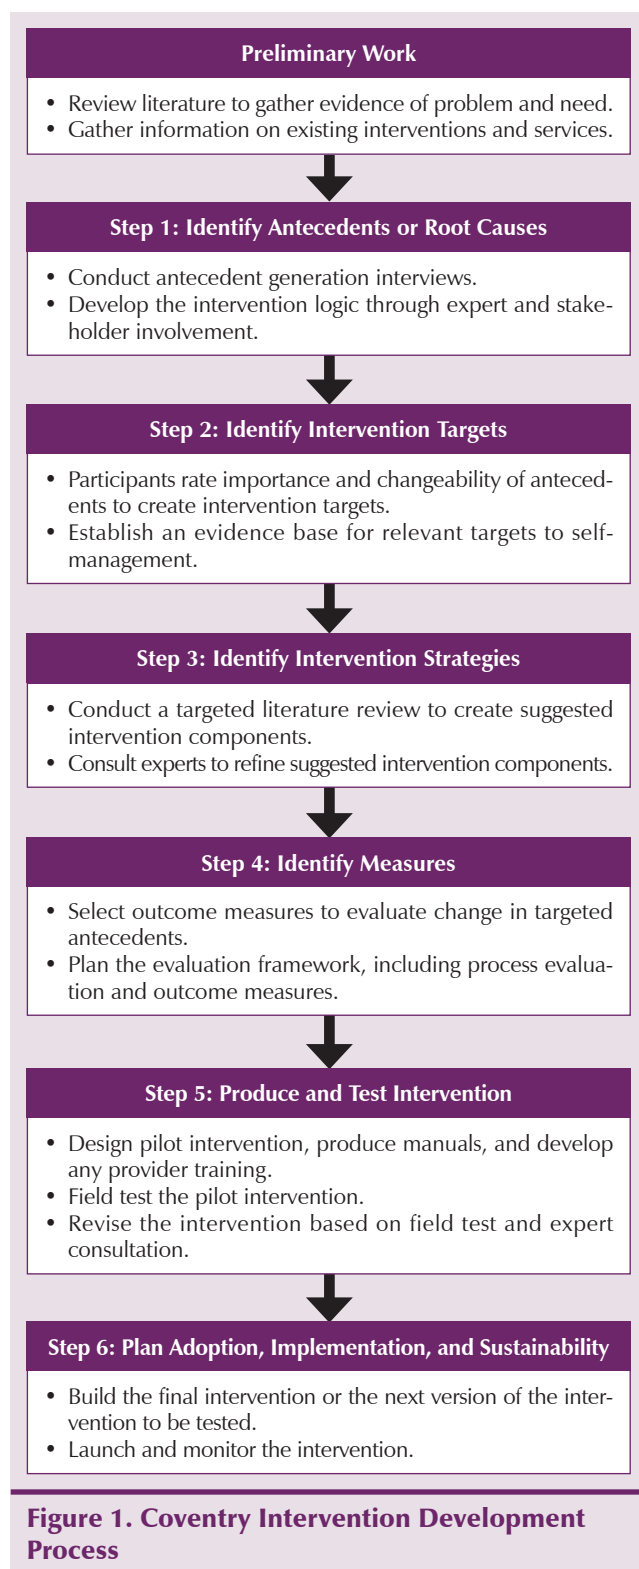 Preliminary Work
• Review literature to gather evidence of problem and need.
• Gather information on existing interventions and services.
Step 1: Identify Antecedents or Root Causes
• Conduct antecedent generation interviews.
• Develop the intervention logic through expert and stake-
holder involvement.
Step 2: Identify Intervention Targets
• Participants rate importance and changeability of anteced-
ents to create intervention targets.
• Establish an evidence base for relevant targets to self-
management.
Step 3: Identify Intervention Strategies
• Conduct a targeted literature review to create suggested
intervention components.
• Consult experts to refine suggested intervention components.
Step 4: Identify Measures
• Select outcome measures to evaluate change in targeted
antecedents.
• Plan the evaluation framework, including process evalua-
tion and outcome measures.
Step 5: Produce and Test Intervention
• Design pilot intervention, produce manuals, and develop
any provider training.
• Field test the pilot intervention.
• Revise the intervention based on field test and expert
consultation.
Step 6: Plan Adoption, Implementation, and Sustainability
• Build the final intervention or the next version of the inter-
vention to be tested.
• Launch and monitor the intervention.
Figure 1. Coventry Intervention Development
Process